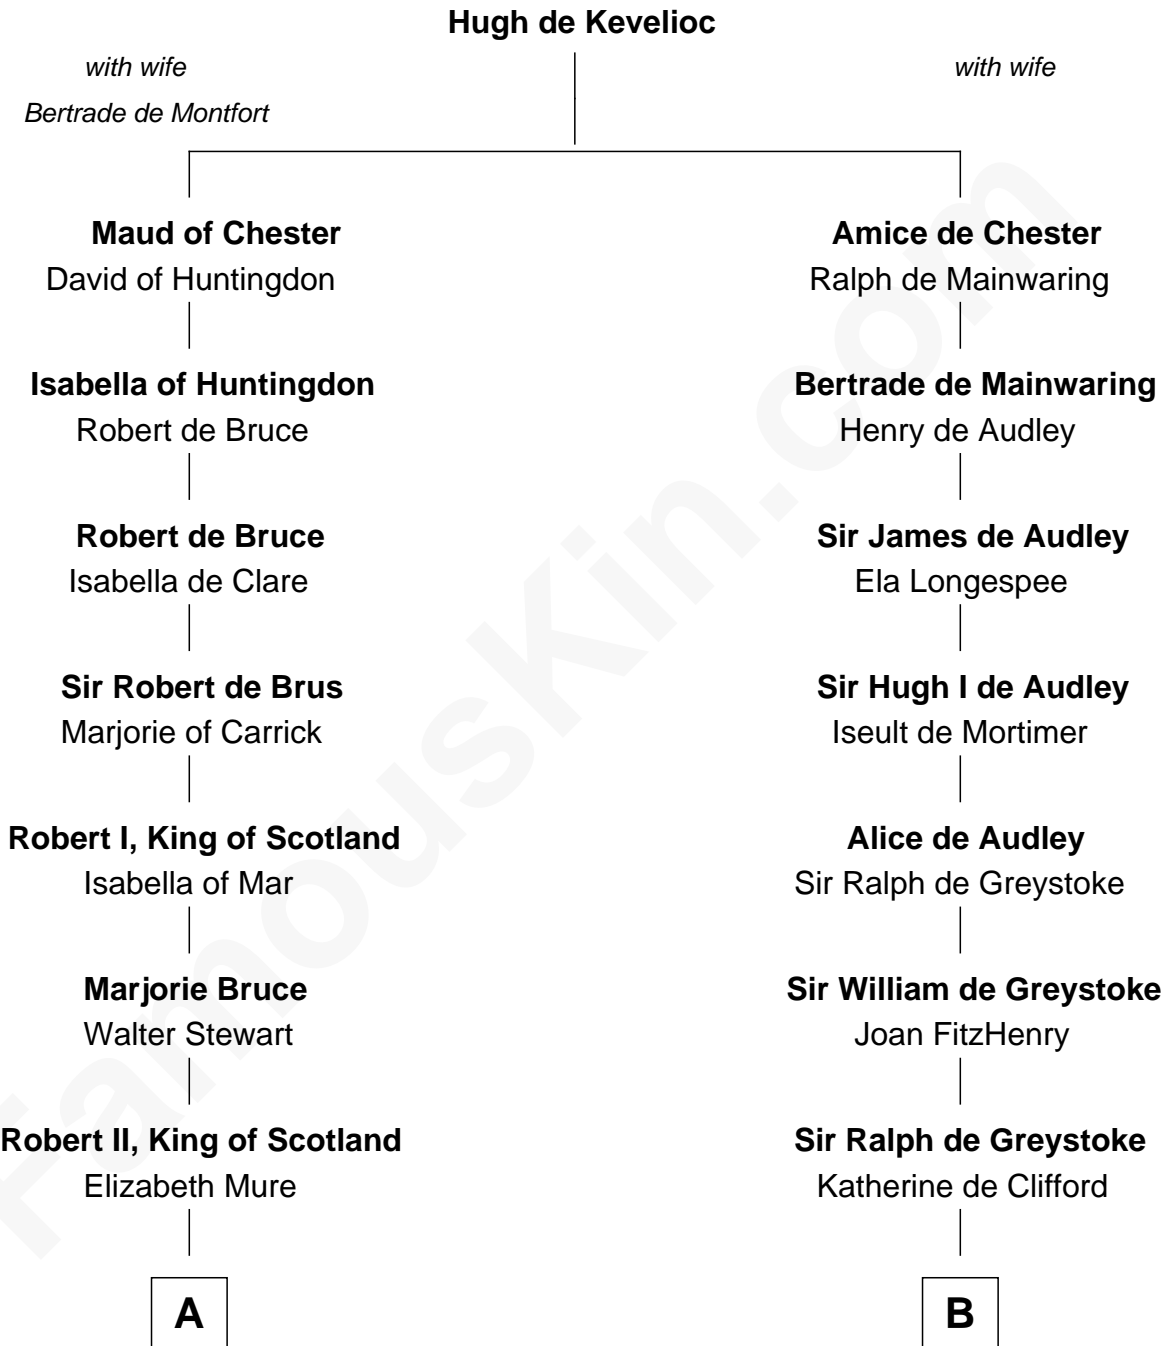 Hugh de Kevelioc
with wife
Bertrade de Montfort
with wife
Maud of Chester
David of Huntingdon
Amice de Chester
Ralph de Mainwaring
Isabella of Huntingdon
Robert de Bruce
Bertrade de Mainwaring
Henry de Audley
Robert de Bruce
Isabella de Clare
Sir James de Audley
Ela Longespee
Sir Robert de Brus
Marjorie of Carrick
Sir Hugh I de Audley
Iseult de Mortimer
Robert I, King of Scotland
Isabella of Mar
Alice de Audley
Sir Ralph de Greystoke
Marjorie Bruce
Walter Stewart
Sir William de Greystoke
Joan FitzHenry
Robert II, King of Scotland
Elizabeth Mure
Sir Ralph de Greystoke
Katherine de Clifford
A
B
FamousKin.com